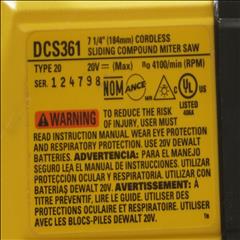 DCS361 7 1/4" (184mm) CORDLESS
SLIDING COMPOUND MITER SAW
TYPE 20 20V ⎓ (Max) n₀ 4100/min (RPM)
SER. 124798 NOM ANCE UL
LISTED
WARNING TO REDUCE THE RISK
OF INJURY, USER MUST
READ INSTRUCTION MANUAL. WEAR EYE PROTECTION
AND RESPIRATORY PROTECTION. USE 20V DEWALT
BATTERIES. ADVERTENCIA: PARA EL MANEJO
SEGURO LEA EL MANUAL DE INSTRUCCIONES. UTILIZAR
PROTECCION OCULAR Y RESPIRATORIA. UTILIZAR
BATERIAS DEWALT 20V. AVERTISSEMENT: À
TITRE PRÉVENTIF, LIRE LE GUIDE. UTILISER DES
PROTECTIONS OCULAIRE ET RESPIRATOIRE. UTILISER
AVEC LES BLOCS-PILES DEWALT 20V.